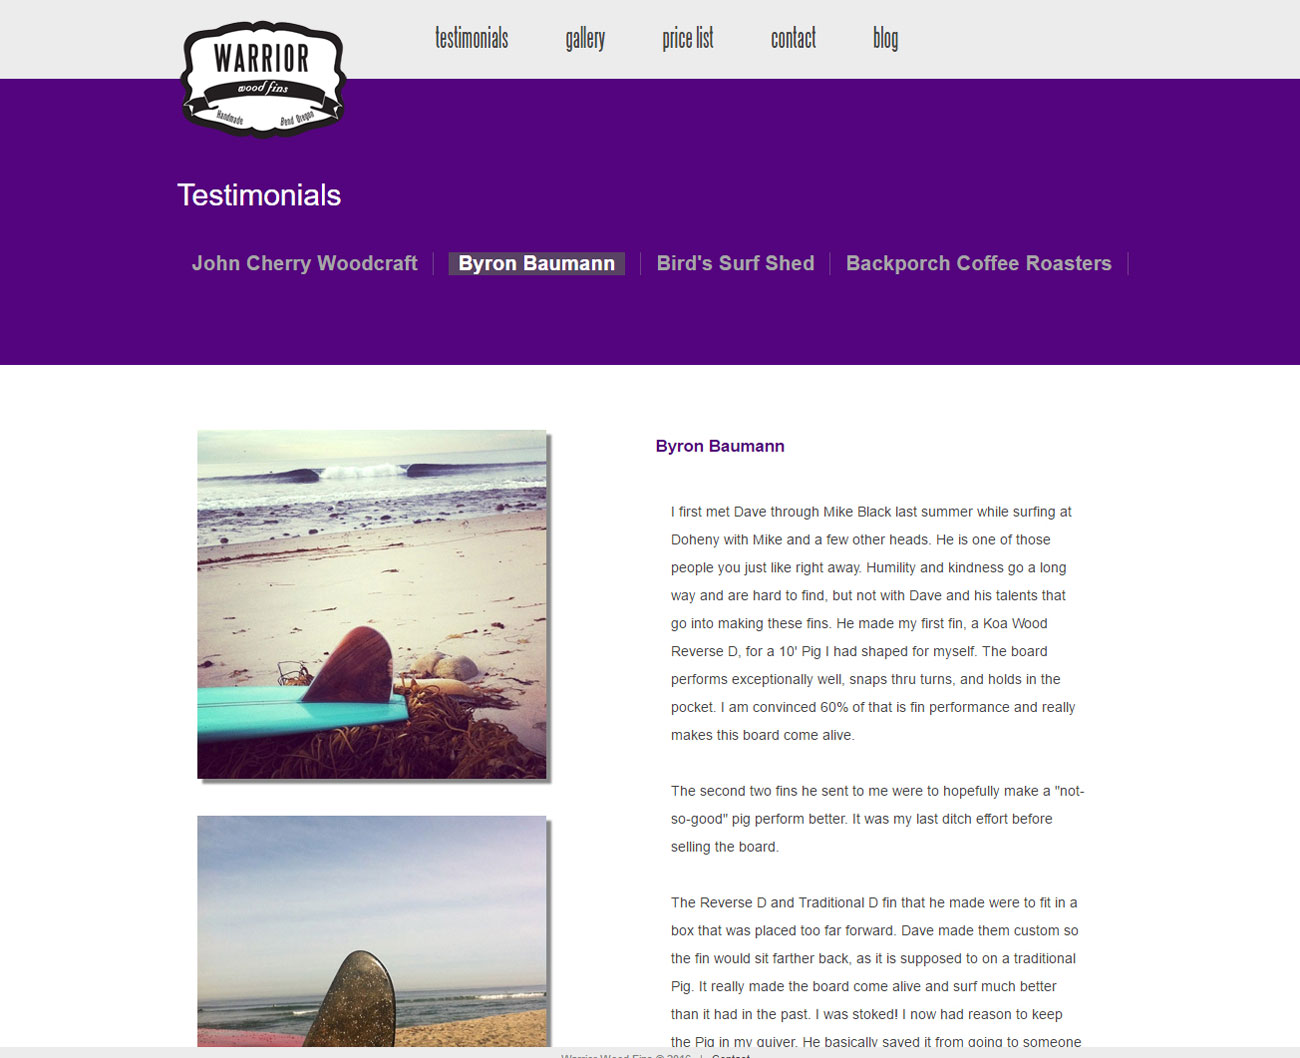 WARRIOR
wood fins
Handmade
Bend Oregon
testimonials
gallery
price list
contact
blog
Testimonials
John Cherry Woodcraft
Byron Baumann
Bird's Surf Shed
Backporch Coffee Roasters
Byron Baumann
I first met Dave through Mike Black last summer while surfing at
Doheny with Mike and a few other heads. He is one of those
people you just like right away. Humility and kindness go a long
way and are hard to find, but not with Dave and his talents that
go into making these fins. He made my first fin, a Koa Wood
Reverse D, for a 10' Pig I had shaped for myself. The board
performs exceptionally well, snaps thru turns, and holds in the
pocket. I am convinced 60% of that is fin performance and really
makes this board come alive.
The second two fins he sent to me were to hopefully make a "not-
so-good" pig perform better. It was my last ditch effort before
selling the board.
The Reverse D and Traditional D fin that he made were to fit in a
box that was placed too far forward. Dave made them custom so
the fin would sit farther back, as it is supposed to on a traditional
Pig. It really made the board come alive and surf much better
than it had in the past. I was stoked! I now had reason to keep
the Pig in my quiver. He basically saved it from going to someone
Warrior Wood Fins © 2016 | Contact